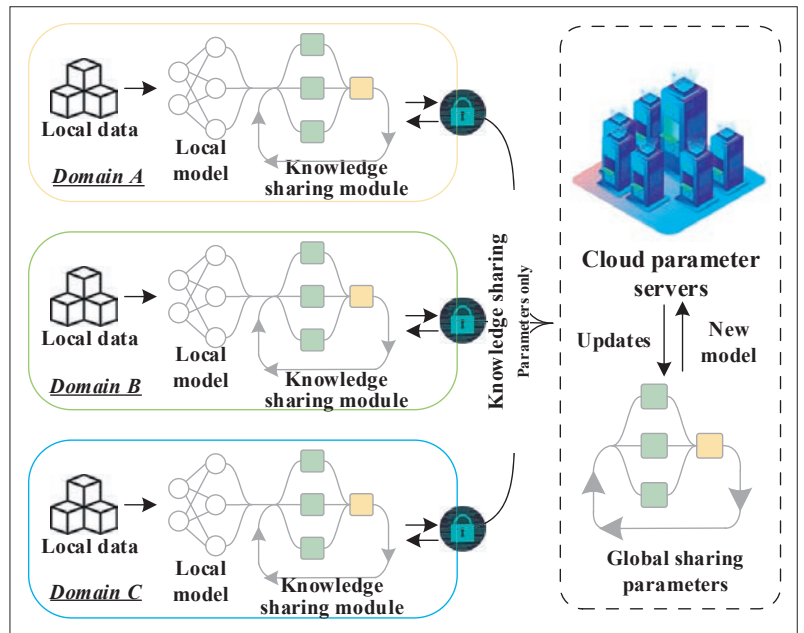 Local data
Domain A
Local
model
Knowledge
sharing module
Local data
Domain B
Local
model
Knowledge
sharing module
Local data
Domain C
Local
model
Knowledge
sharing module
Knowledge sharing
Parameters only
Cloud parameter
servers
Updates
New
model
Global sharing
parameters